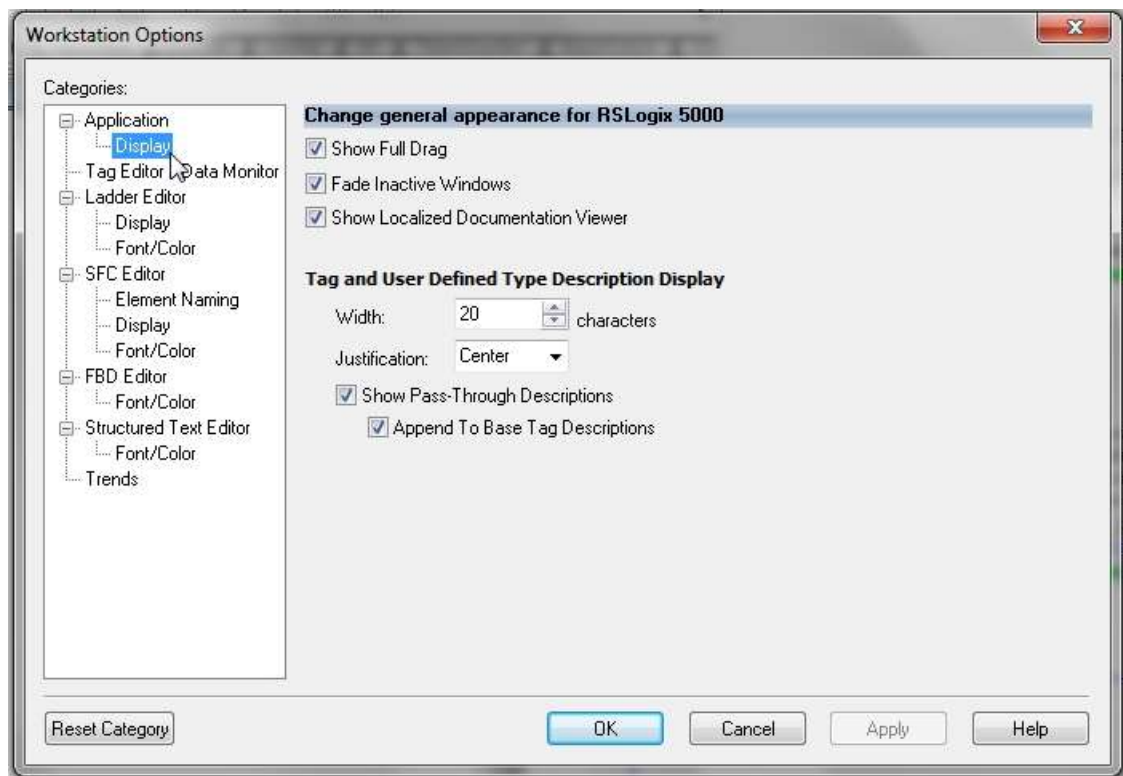 Workstation Options
Categories:
Application
Display
Tag Editor Data Monitor
Ladder Editor
Display
Font/Color
SFC Editor
Element Naming
Display
Font/Color
FBD Editor
Font/Color
Structured Text Editor
Font/Color
Trends
Change general appearance for RSLogix 5000
Show Full Drag
Fade Inactive Windows
Show Localized Documentation Viewer
Tag and User Defined Type Description Display
Width: 20 characters
Justification: Center
Show Pass-Through Descriptions
Append To Base Tag Descriptions
Reset Category
OK
Cancel
Apply
Help